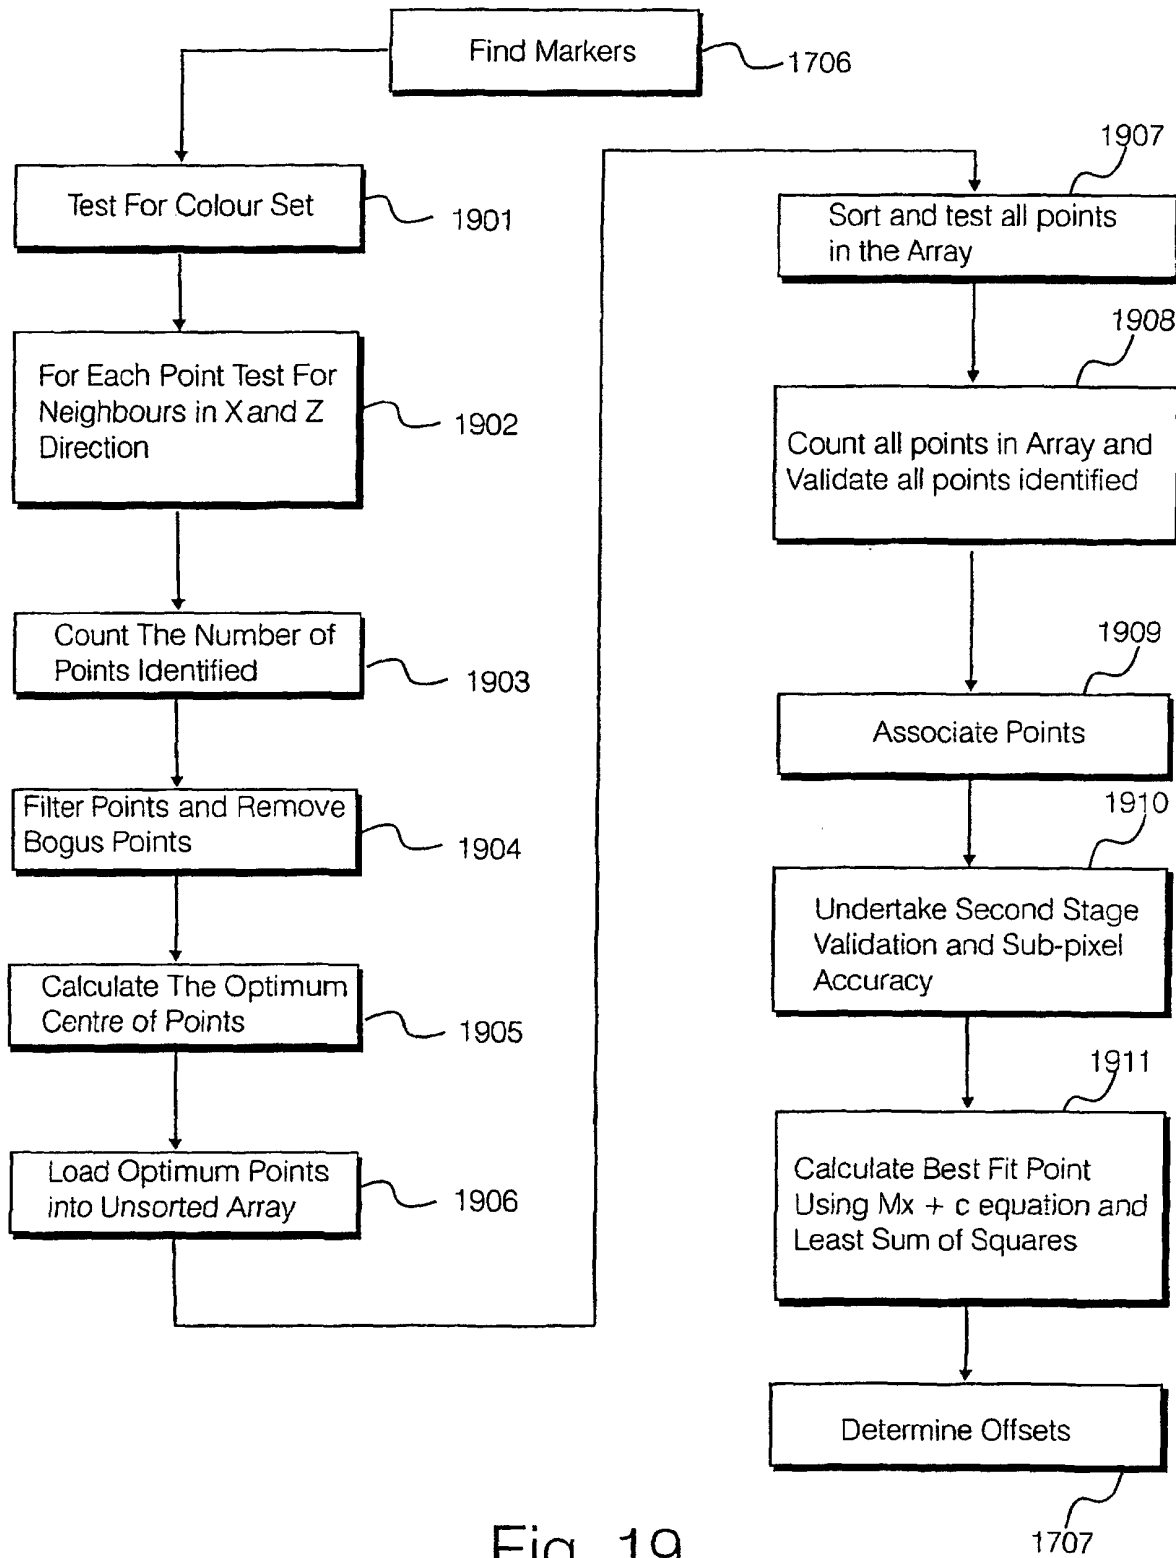 Find Markers
1706
Test For Colour Set
1901
For Each Point Test For
Neighbours in X and Z
Direction
1902
Count The Number of
Points Identified
1903
Filter Points and Remove
Bogus Points
1904
Calculate The Optimum
Centre of Points
1905
Load Optimum Points
into Unsorted Array
1906
1907
Sort and test all points
in the Array
1908
Count all points in Array and
Validate all points identified
1909
Associate Points
1910
Undertake Second Stage
Validation and Sub-pixel
Accuracy
1911
Calculate Best Fit Point
Using Mx + c equation and
Least Sum of Squares
Determine Offsets
1707
Fig. 19